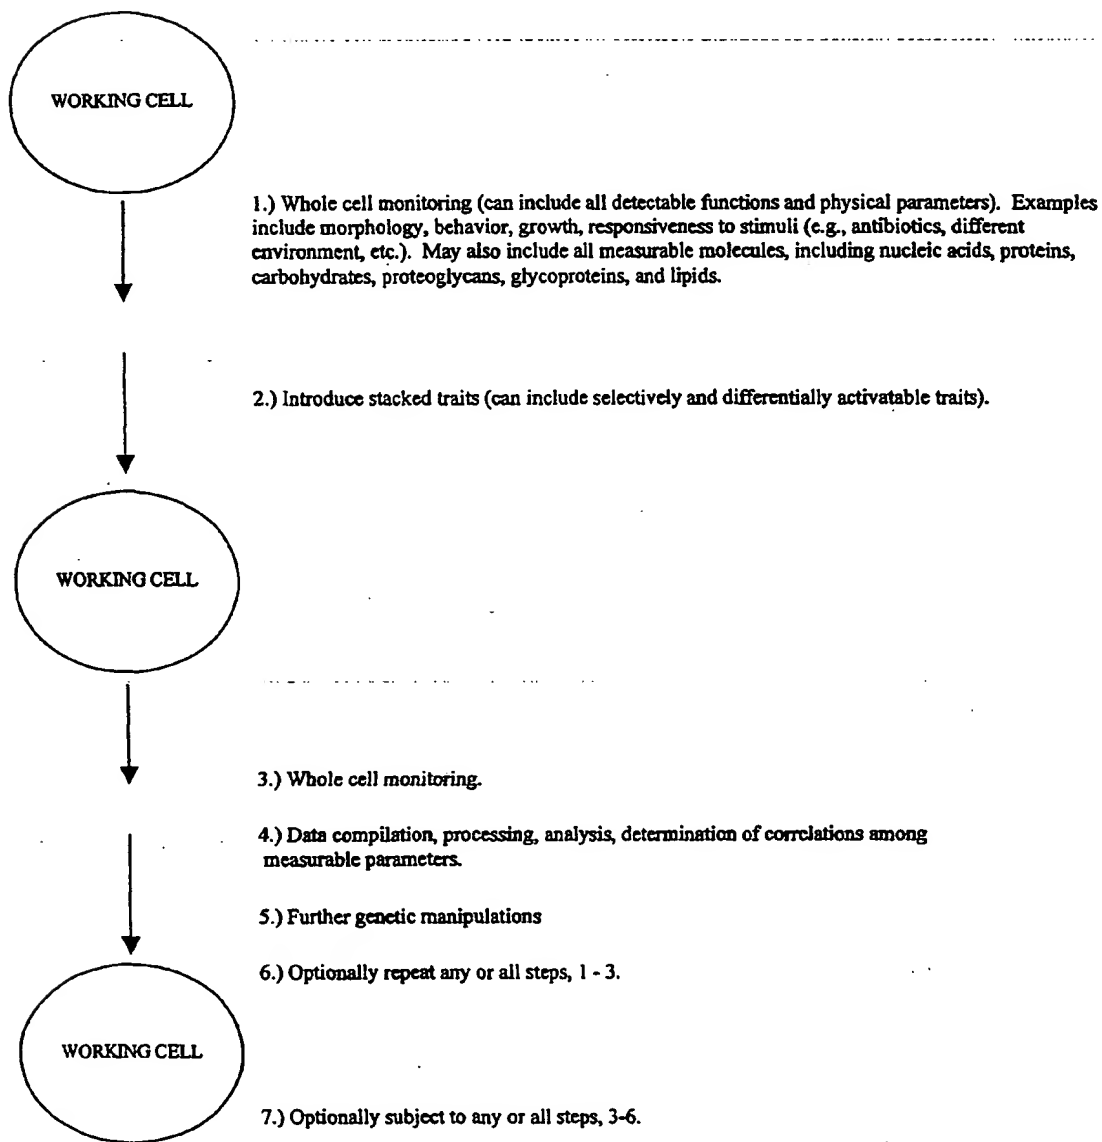 WORKING CELL
1.) Whole cell monitoring (can include all detectable functions and physical parameters). Examples
include morphology, behavior, growth, responsiveness to stimuli (e.g., antibiotics, different
environment, etc.). May also include all measurable molecules, including nucleic acids, proteins,
carbohydrates, proteoglycans, glycoproteins, and lipids.
2.) Introduce stacked traits (can include selectively and differentially activatable traits).
WORKING CELL
3.) Whole cell monitoring.
4.) Data compilation, processing, analysis, determination of correlations among
measurable parameters.
5.) Further genetic manipulations
6.) Optionally repeat any or all steps, 1 - 3.
WORKING CELL
7.) Optionally subject to any or all steps, 3-6.